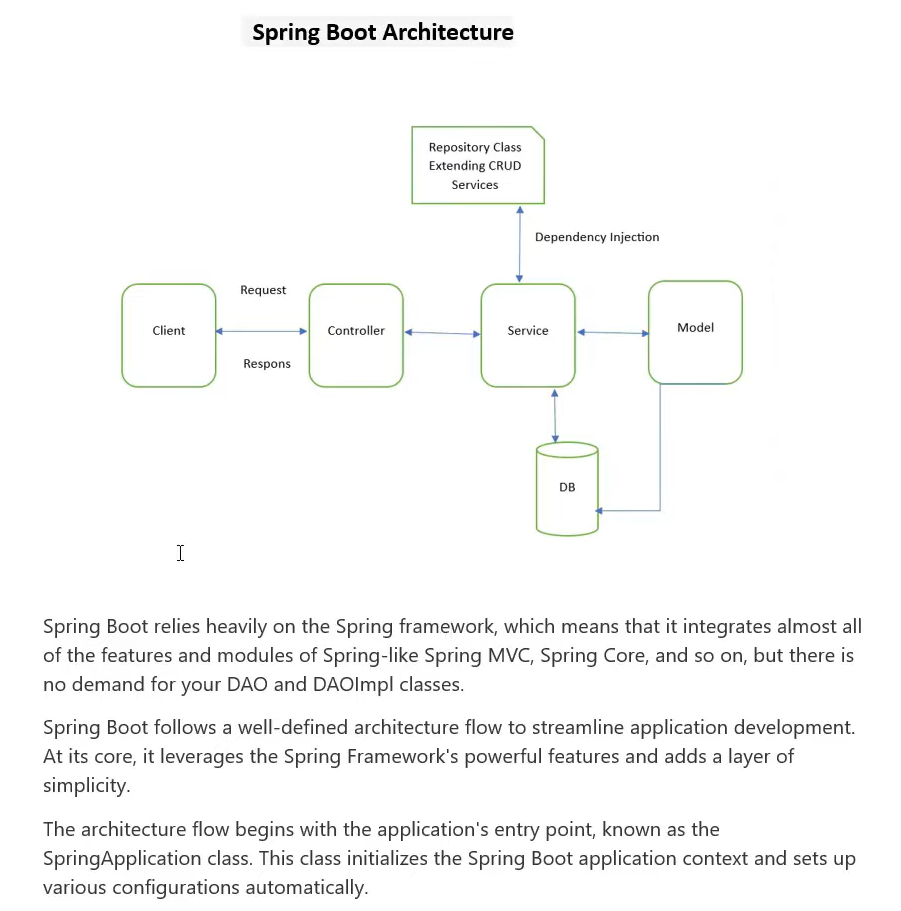 Spring Boot Architecture
Repository Class
Extending CRUD
Services
Dependency Injection
Request
Client
Controller
Service
Model
Respons
DB
Spring Boot relies heavily on the Spring framework, which means that it integrates almost all
of the features and modules of Spring-like Spring MVC, Spring Core, and so on, but there is
no demand for your DAO and DAOImpl classes.
Spring Boot follows a well-defined architecture flow to streamline application development.
At its core, it leverages the Spring Framework's powerful features and adds a layer of
simplicity.
The architecture flow begins with the application's entry point, known as the
SpringApplication class. This class initializes the Spring Boot application context and sets up
various configurations automatically.